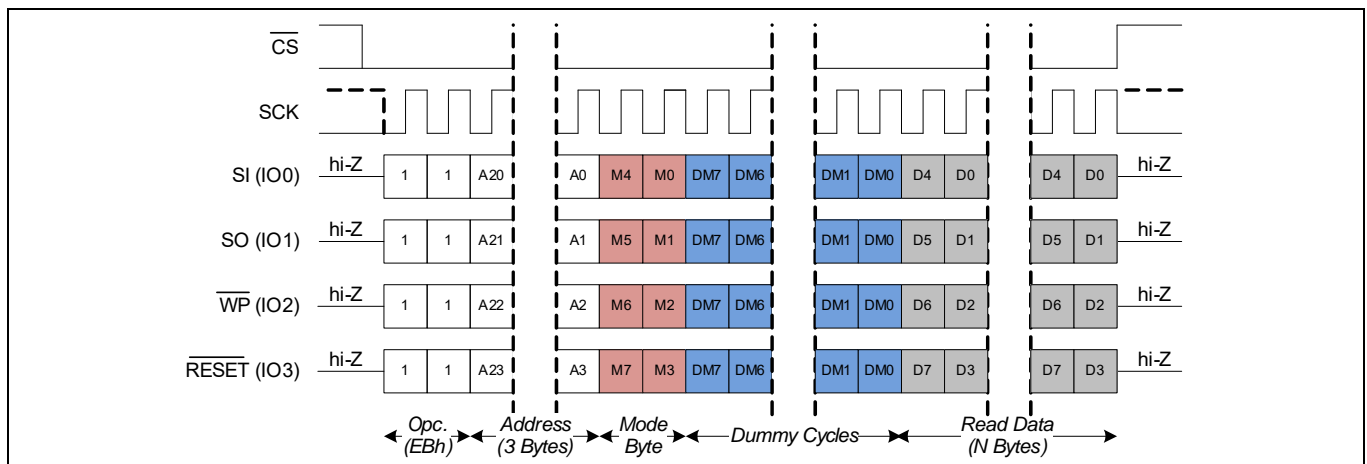 CS
SCK
SI (IO0) hi-Z 1 1 A20 A0 M4 M0 DM7 DM6 DM1 DM0 D4 D0 D4 D0 hi-Z
SO (IO1) hi-Z 1 1 A21 A1 M5 M1 DM7 DM6 DM1 DM0 D5 D1 D5 D1 hi-Z
WP (IO2) hi-Z 1 1 A22 A2 M6 M2 DM7 DM6 DM1 DM0 D6 D2 D6 D2 hi-Z
RESET (IO3) hi-Z 1 1 A23 A3 M7 M3 DM7 DM6 DM1 DM0 D7 D3 D7 D3 hi-Z
Opc. Address Mode Dummy Cycles Read Data
(EBh) (3 Bytes) Byte (N Bytes)